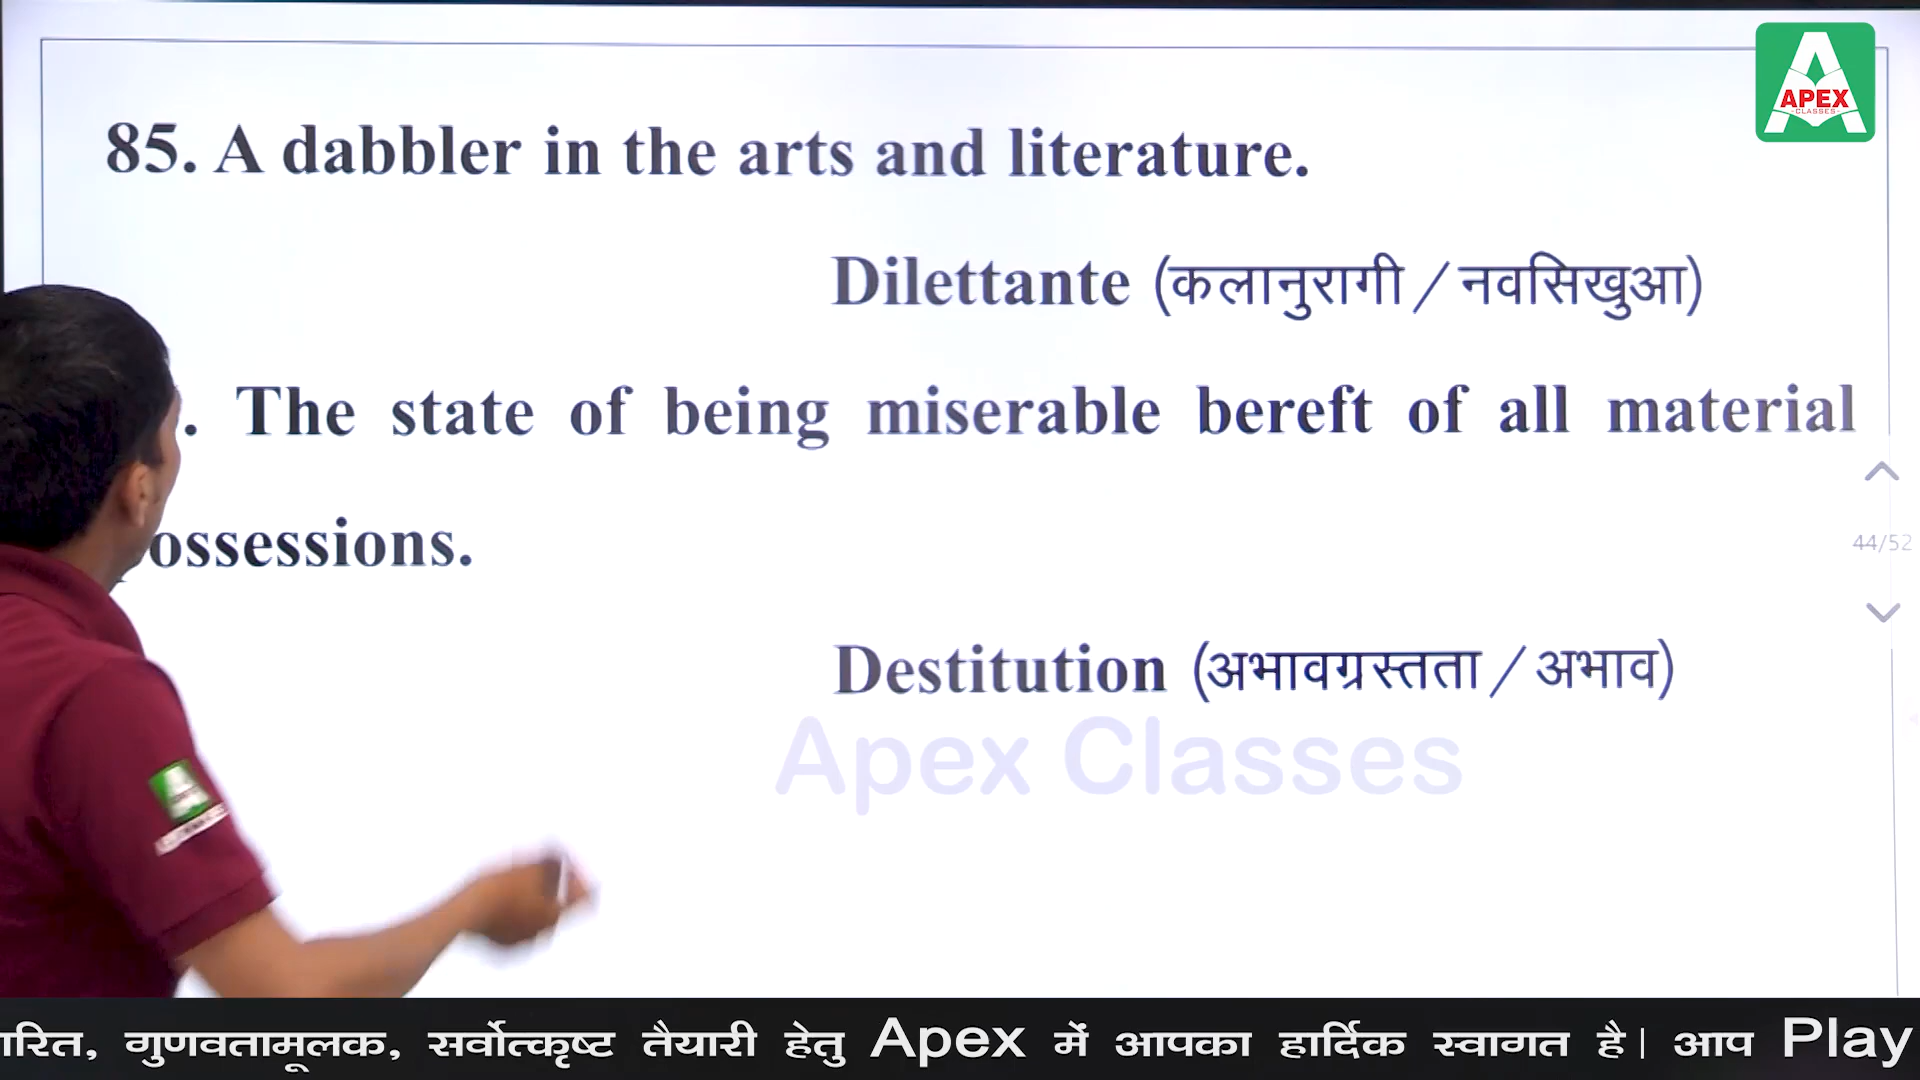 APEX
CLASSES
85. A dabbler in the arts and literature.
Dilettante (कलानुरागी / नवसिखुआ)
. The state of being miserable bereft of all material
ossessions.
44/52
Destitution (अभावग्रस्तता / अभाव)
Apex Classes
ारित, गुणवतामूलक, सर्वोत्कृष्ट तैयारी हेतु Apex में आपका हार्दिक स्वागत है। आप Play